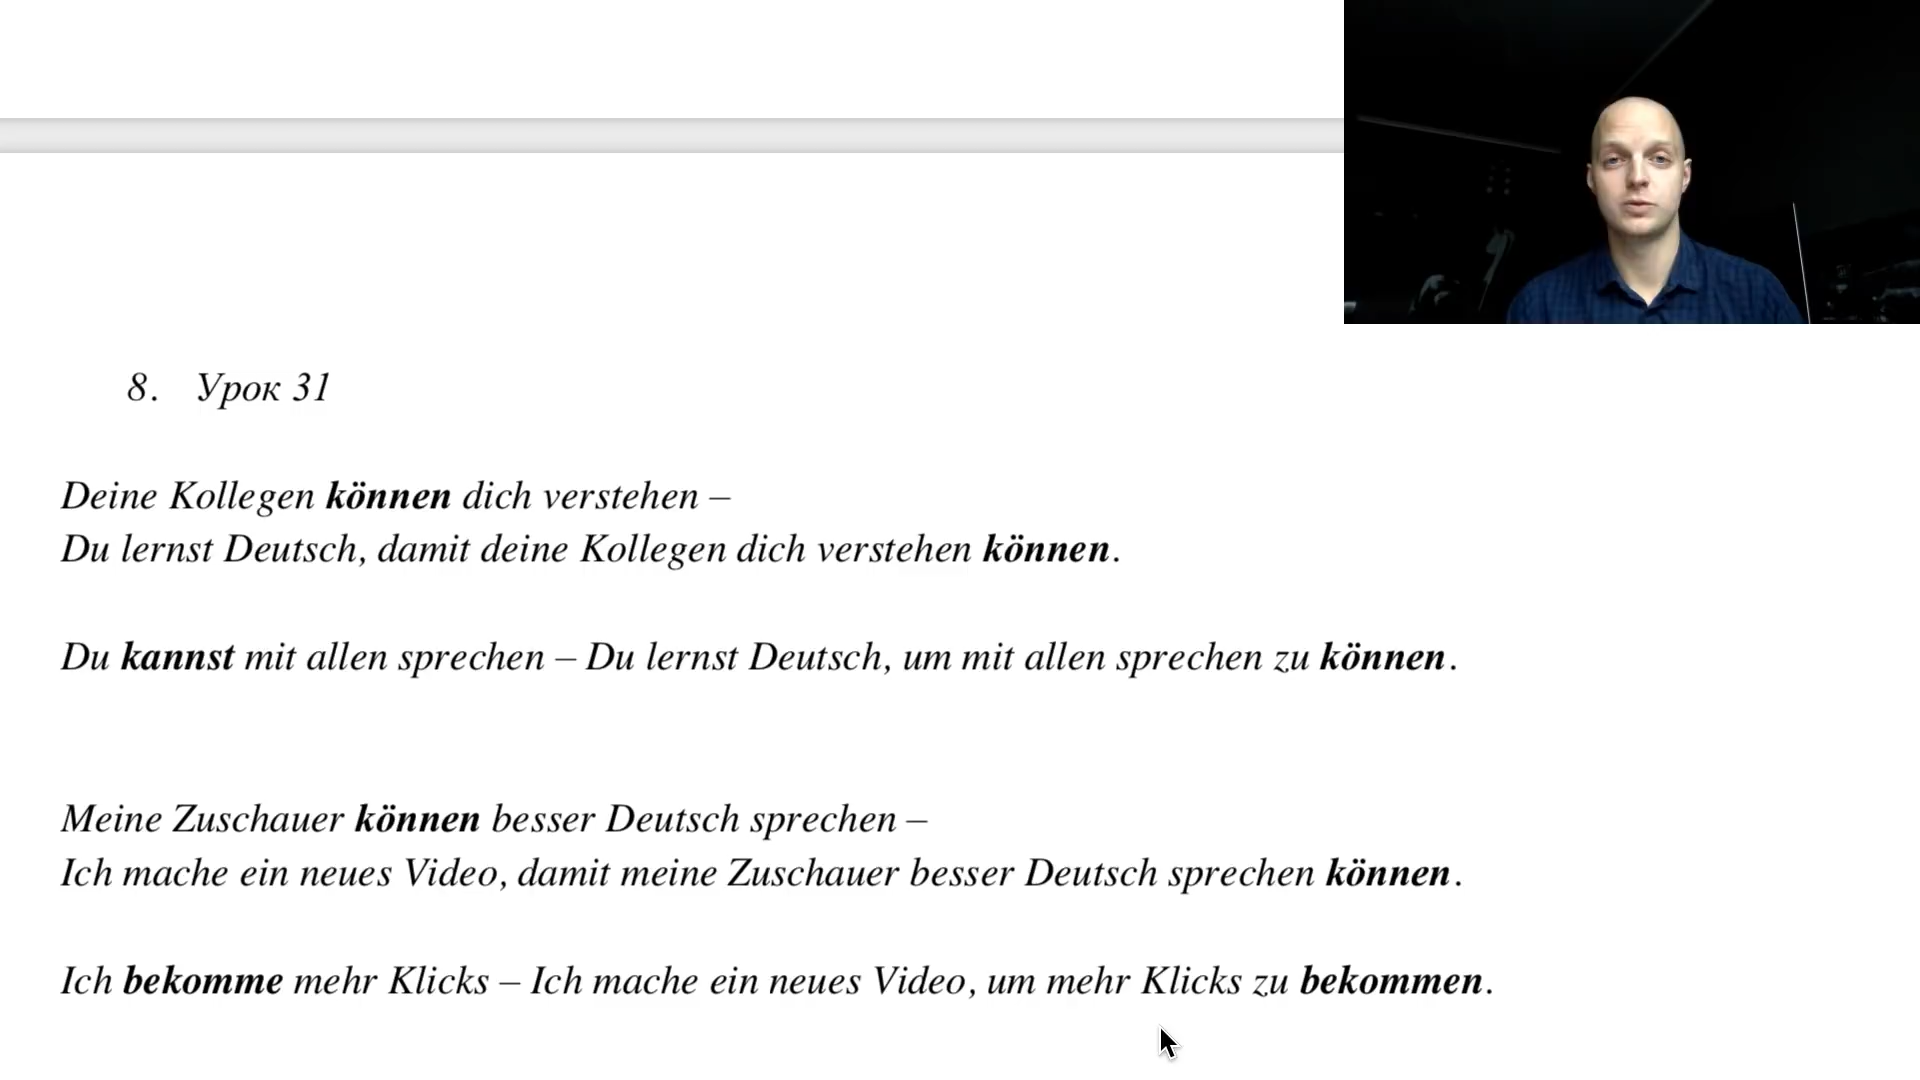 8. Урок 31
Deine Kollegen können dich verstehen –
Du lernst Deutsch, damit deine Kollegen dich verstehen können.
Du kannst mit allen sprechen – Du lernst Deutsch, um mit allen sprechen zu können.
Meine Zuschauer können besser Deutsch sprechen –
Ich mache ein neues Video, damit meine Zuschauer besser Deutsch sprechen können.
Ich bekomme mehr Klicks – Ich mache ein neues Video, um mehr Klicks zu bekommen.